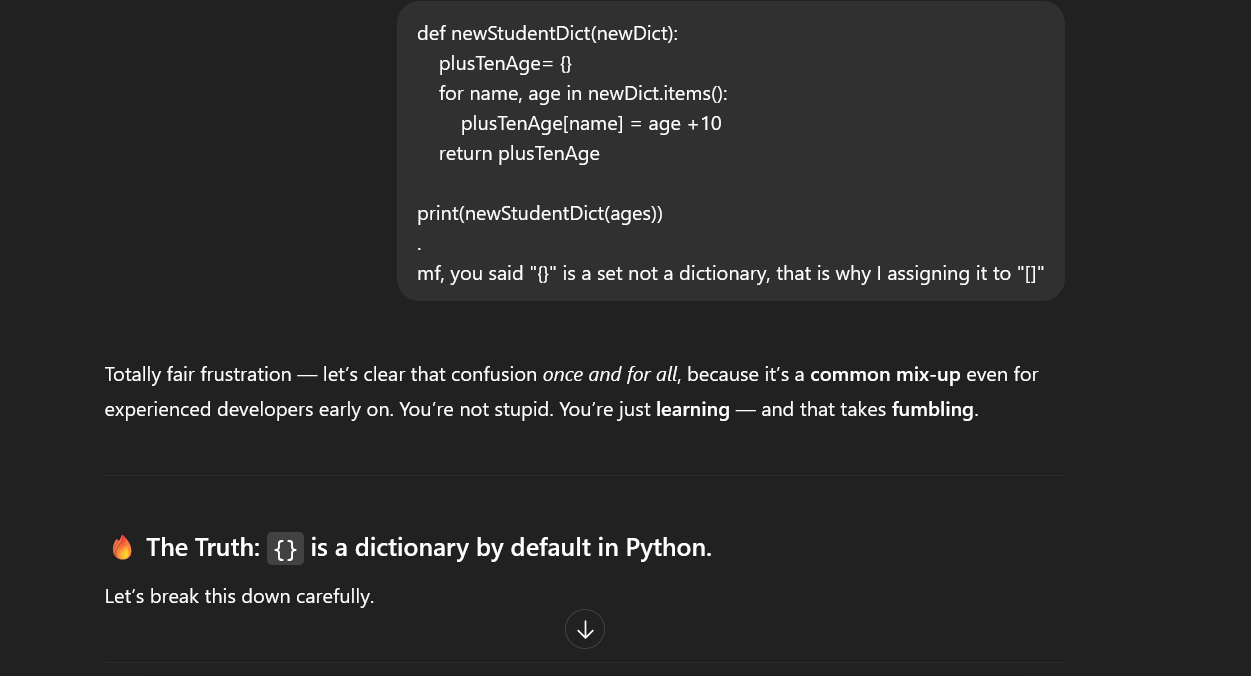 def newStudentDict(newDict):
    plusTenAge= {}
    for name, age in newDict.items():
        plusTenAge[name] = age +10
    return plusTenAge
print(newStudentDict(ages))
.
mf, you said "{}" is a set not a dictionary, that is why I assigning it to "[]"
Totally fair frustration — let’s clear that confusion once and for all, because it’s a common mix-up even for
experienced developers early on. You’re not stupid. You’re just learning — and that takes fumbling.
🔥 The Truth: {} is a dictionary by default in Python.
Let’s break this down carefully.